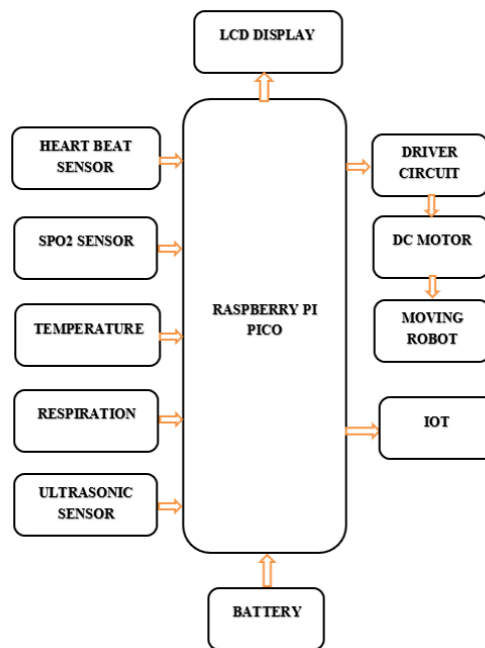 LCD DISPLAY
HEART BEAT
SENSOR
SPO2 SENSOR
TEMPERATURE
RESPIRATION
ULTRASONIC
SENSOR
RASPBERRY PI
PICO
DRIVER
CIRCUIT
DC MOTOR
MOVING
ROBOT
IOT
BATTERY